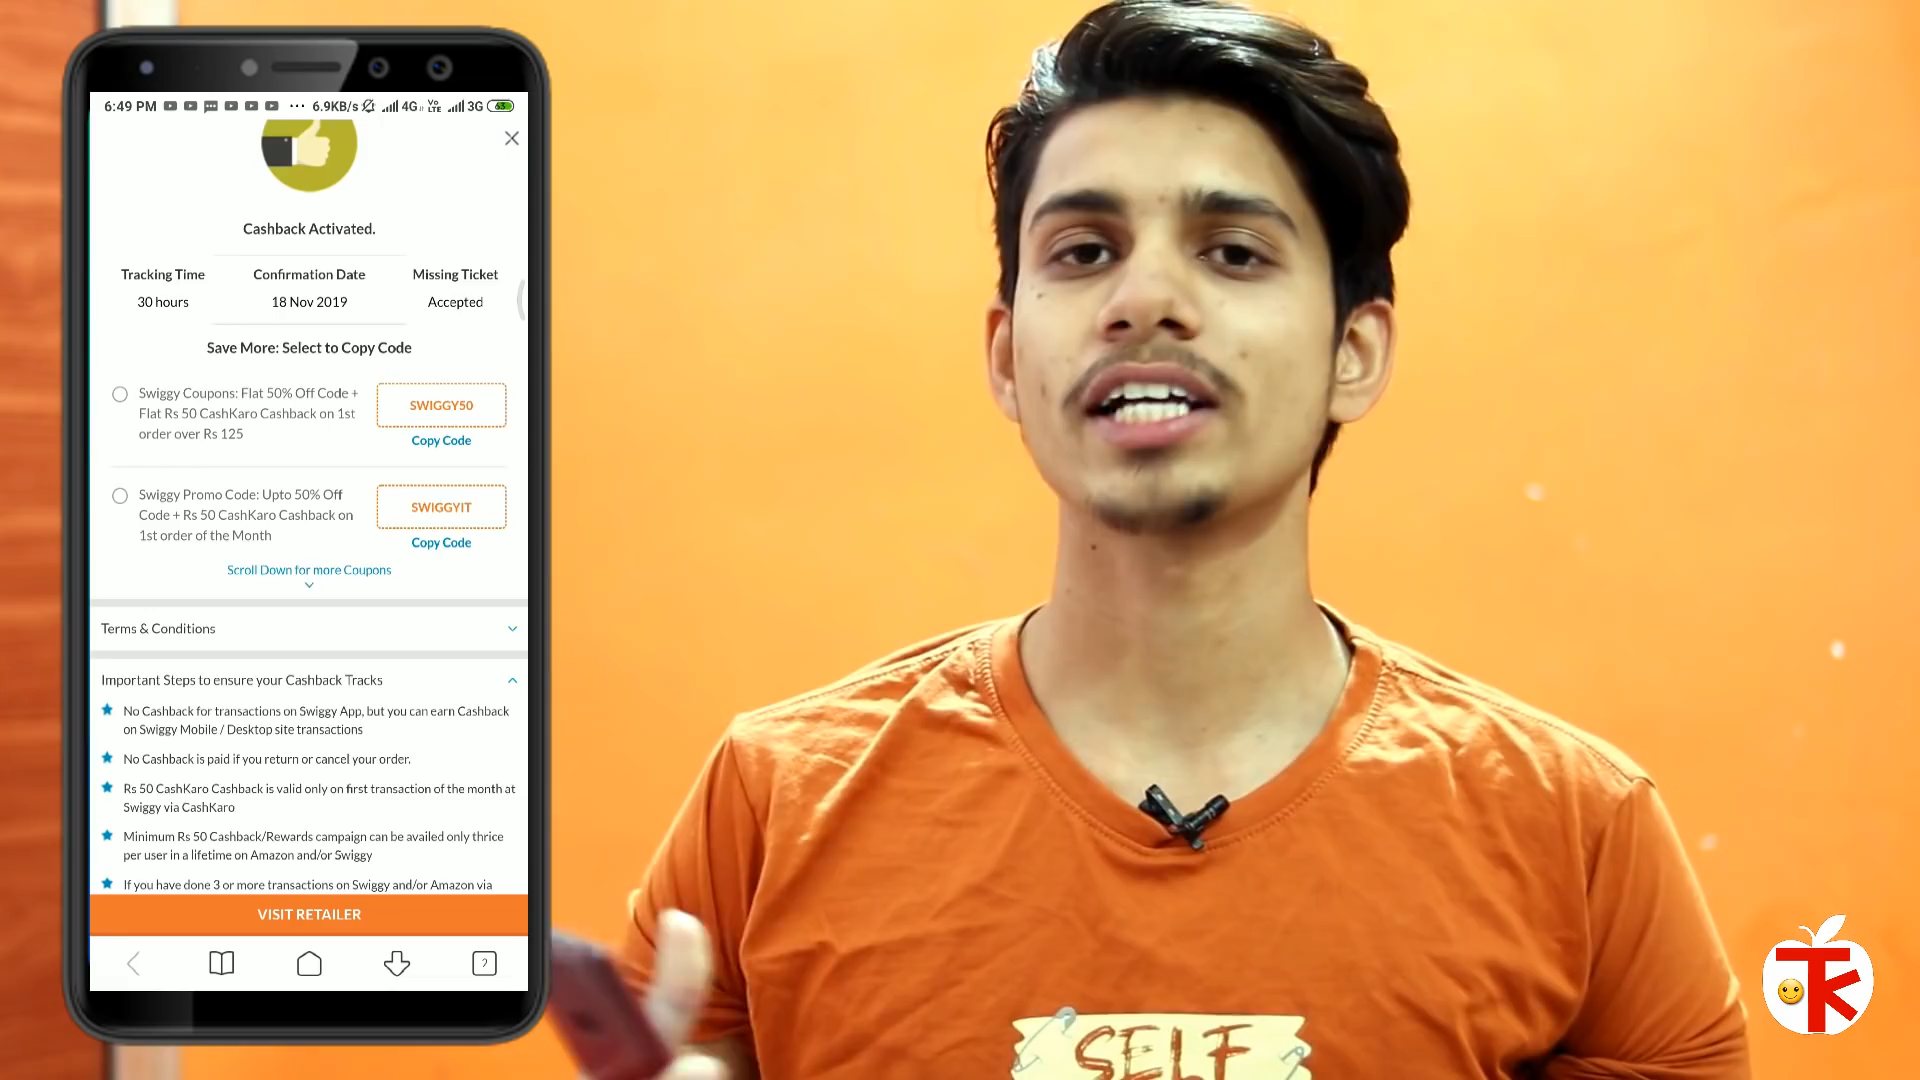 6:49 PM ... 6.9KB/s 4G Vo LTE 3G 63
Cashback Activated.
Tracking Time Confirmation Date Missing Ticket
30 hours 18 Nov 2019 Accepted
Save More: Select to Copy Code
Swiggy Coupons: Flat 50% Off Code +
Flat Rs 50 CashKaro Cashback on 1st
order over Rs 125
SWIGGY50
Copy Code
Swiggy Promo Code: Upto 50% Off
Code + Rs 50 CashKaro Cashback on
1st order of the Month
SWIGGYIT
Copy Code
Scroll Down for more Coupons
Terms & Conditions
Important Steps to ensure your Cashback Tracks
No Cashback for transactions on Swiggy App, but you can earn Cashback
on Swiggy Mobile / Desktop site transactions
No Cashback is paid if you return or cancel your order.
Rs 50 CashKaro Cashback is valid only on first transaction of the month at
Swiggy via CashKaro
Minimum Rs 50 Cashback/Rewards campaign can be availed only thrice
per user in a lifetime on Amazon and/or Swiggy
If you have done 3 or more transactions on Swiggy and/or Amazon via
VISIT RETAILER
2
SELF
TK